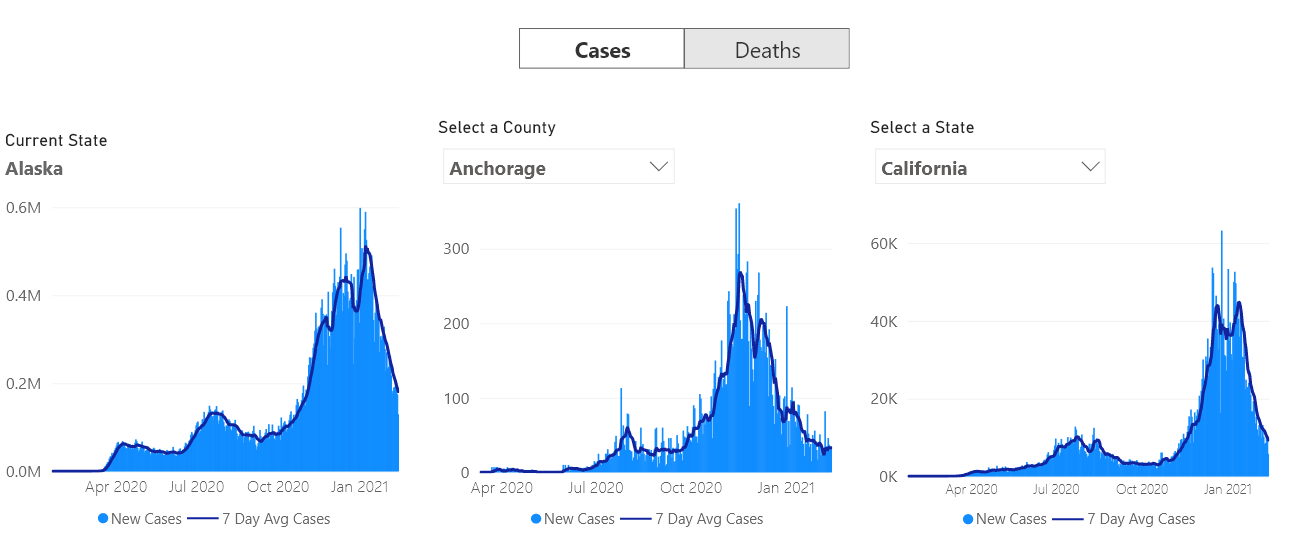 Cases Deaths
Current State
Alaska
0.6M
0.4M
0.2M
0.0M
Apr 2020 Jul 2020 Oct 2020 Jan 2021
New Cases 7 Day Avg Cases
Select a County
Anchorage
300
200
100
0
Apr 2020 Jul 2020 Oct 2020 Jan 2021
New Cases 7 Day Avg Cases
Select a State
California
60K
40K
20K
0K
Apr 2020 Jul 2020 Oct 2020 Jan 2021
New Cases 7 Day Avg Cases